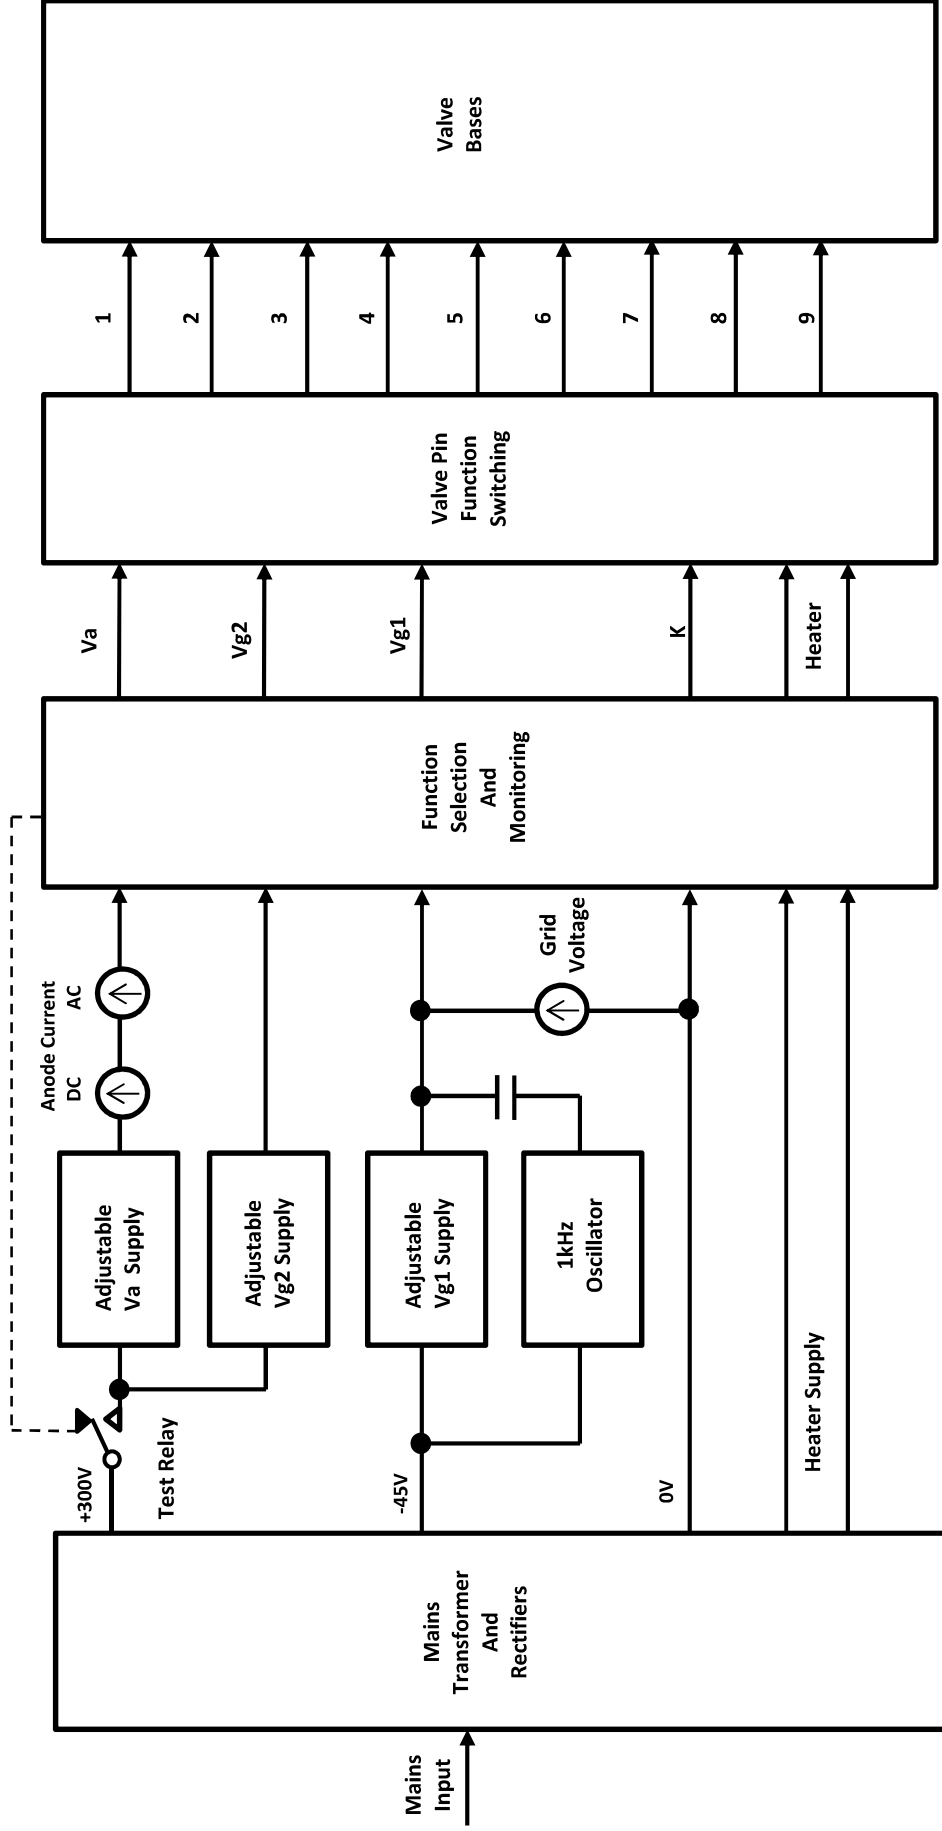 Mains
Input
Mains
Transformer
And
Rectifiers
+300V
Test Relay
-45V
0V
Heater Supply
Adjustable
Va Supply
Adjustable
Vg2 Supply
Adjustable
Vg1 Supply
1kHz
Oscillator
Anode Current
DC
AC
Grid
Voltage
Function
Selection
And
Monitoring
Va
Vg2
Vg1
K
Heater
Valve Pin
Function
Switching
1
2
3
4
5
6
7
8
9
Valve
Bases